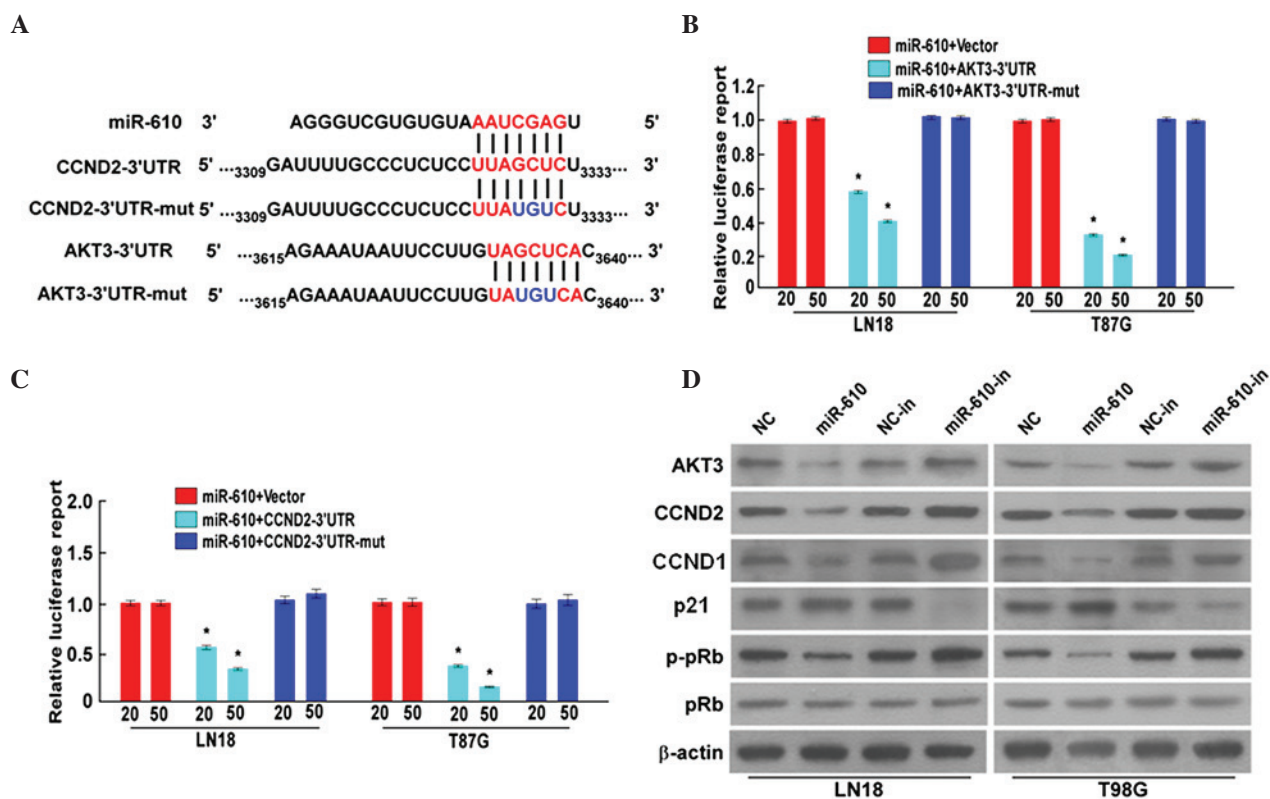 A
miR-610 3' AGGGUCGUGUGUAAAUCGAGU 5'
CCND2-3'UTR 5' ...3309GAUUUUGCCCUCUCCUUAGCUCU3333... 3'
CCND2-3'UTR-mut 5' ...3309GAUUUUGCCCUCUCCUUAUGUCU3333... 3'
AKT3-3'UTR 5' ...3615AGAAAUAAUUCCUUGUAGCUCAC3640... 3'
AKT3-3'UTR-mut 5' ...3615AGAAAUAAUUCCUUGUAUGUCAC3640... 3'
B
miR-610+Vector
miR-610+AKT3-3'UTR
miR-610+AKT3-3'UTR-mut
Relative luciferase report
1.2
1.0
0.8
0.6
0.4
0.2
0
* * * *
20 50 20 50 20 50 20 50 20 50 20 50
LN18 T87G
C
miR-610+Vector
miR-610+CCND2-3'UTR
miR-610+CCND2-3'UTR-mut
Relative luciferase report
2.0
1.5
1.0
0.5
0
* * * *
20 50 20 50 20 50 20 50 20 50 20 50
LN18 T87G
D
NC miR-610 NC-in miR-610-in NC miR-610 NC-in miR-610-in
AKT3
CCND2
CCND1
p21
p-pRb
pRb
β-actin
LN18 T98G